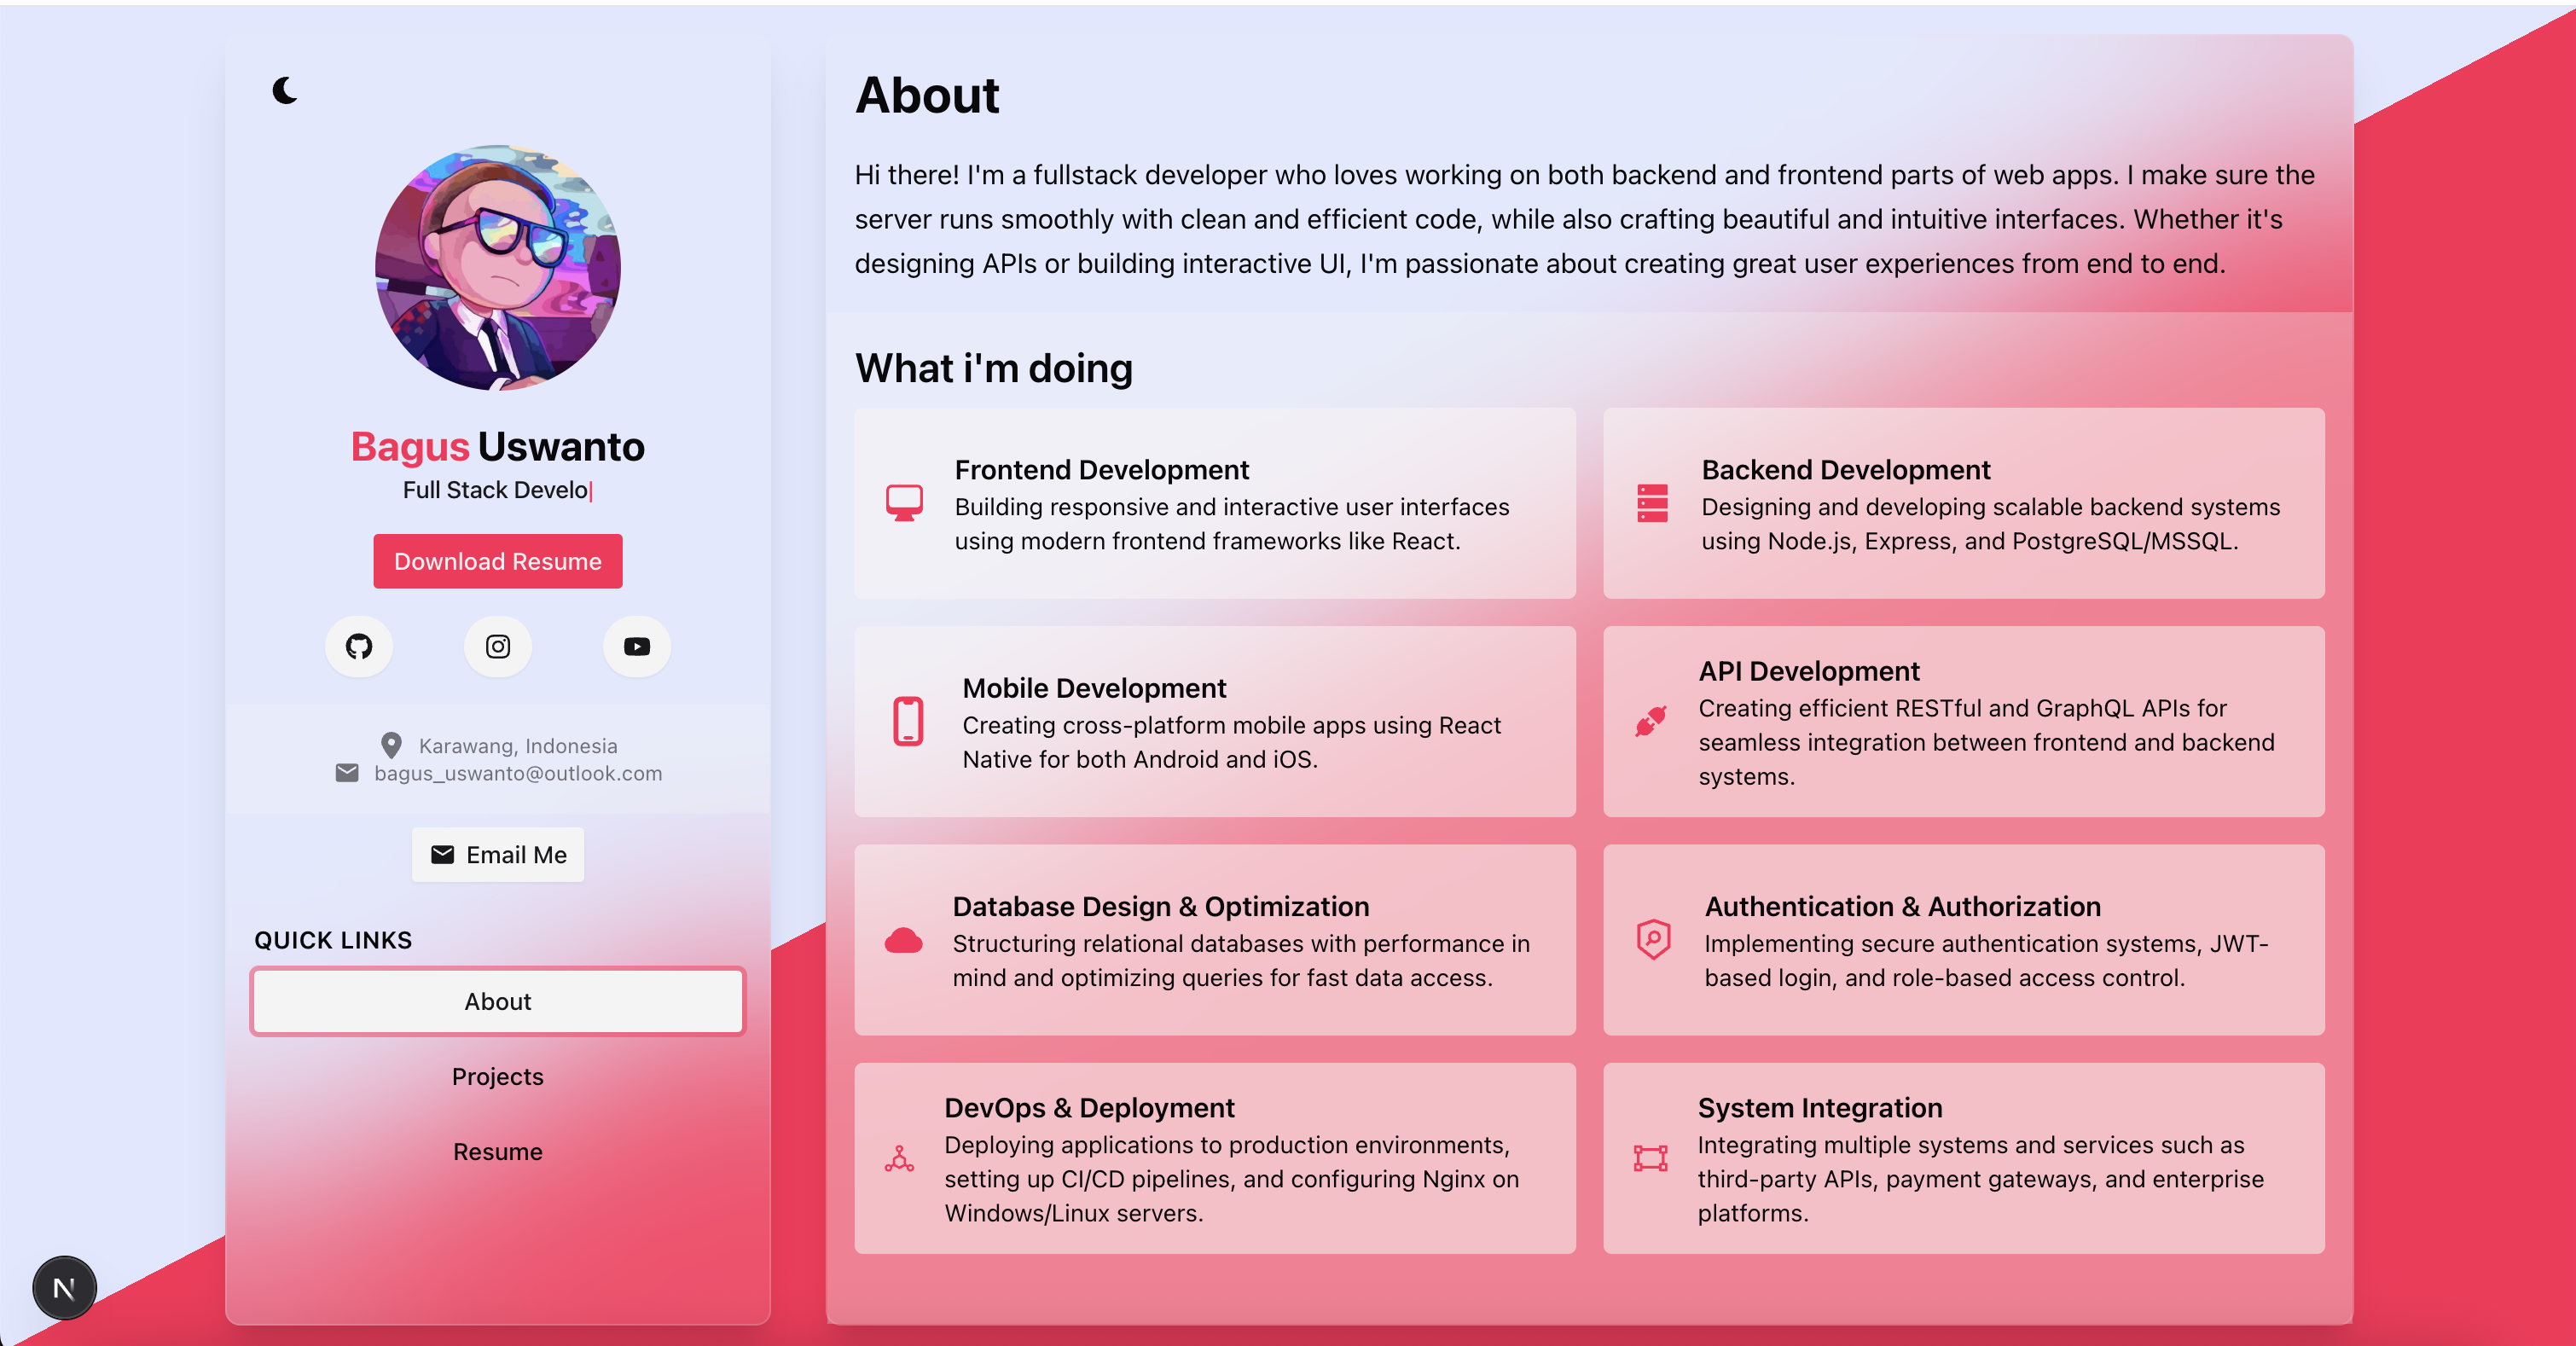 Bagus Uswanto
Full Stack Develo
Download Resume
Karawang, Indonesia
bagus_uswanto@outlook.com
Email Me
QUICK LINKS
About
Projects
Resume
N
About
Hi there! I'm a fullstack developer who loves working on both backend and frontend parts of web apps. I make sure the
server runs smoothly with clean and efficient code, while also crafting beautiful and intuitive interfaces. Whether it's
designing APIs or building interactive UI, I'm passionate about creating great user experiences from end to end.
What i'm doing
Frontend Development
Building responsive and interactive user interfaces
using modern frontend frameworks like React.
Backend Development
Designing and developing scalable backend systems
using Node.js, Express, and PostgreSQL/MSSQL.
Mobile Development
Creating cross-platform mobile apps using React
Native for both Android and iOS.
API Development
Creating efficient RESTful and GraphQL APIs for
seamless integration between frontend and backend
systems.
Database Design & Optimization
Structuring relational databases with performance in
mind and optimizing queries for fast data access.
Authentication & Authorization
Implementing secure authentication systems, JWT-
based login, and role-based access control.
DevOps & Deployment
Deploying applications to production environments,
setting up CI/CD pipelines, and configuring Nginx on
Windows/Linux servers.
System Integration
Integrating multiple systems and services such as
third-party APIs, payment gateways, and enterprise
platforms.